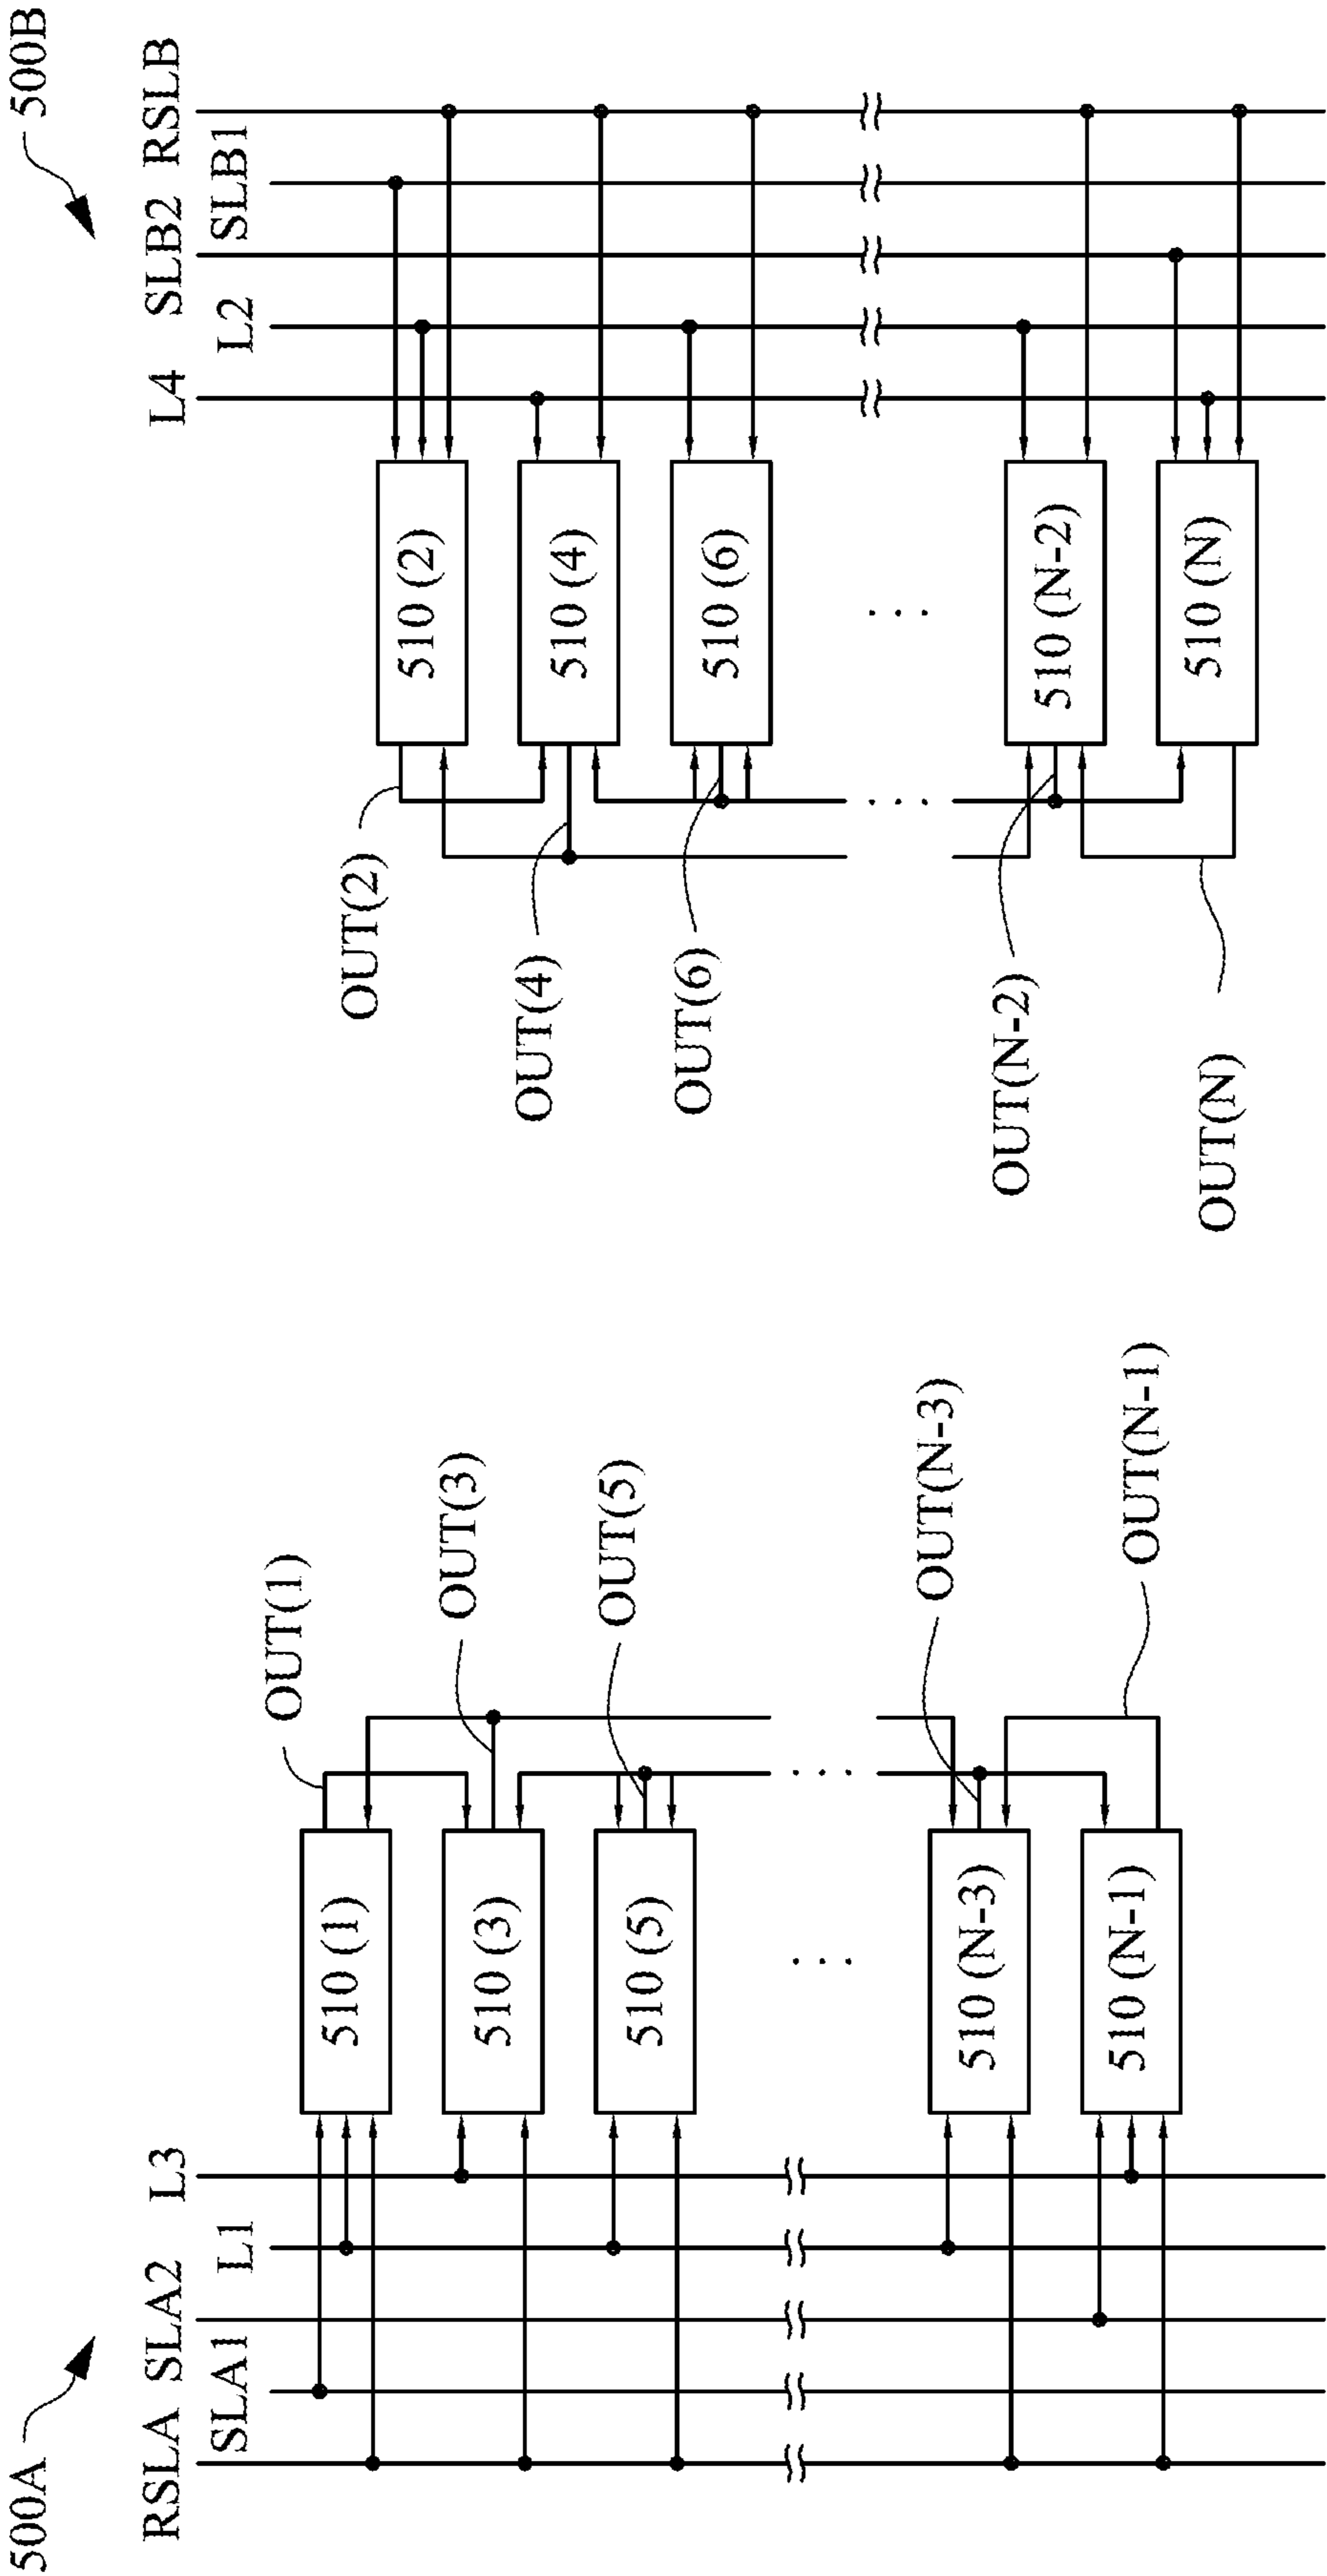 500A
500B
RSLA SLA2 L3
SLA1 L1
L4 SLB2 RSLB
L2 SLB1
510 (1)
OUT(1)
510 (3)
OUT(3)
510 (5)
OUT(5)
. . .
. . .
510 (N-3)
OUT(N-3)
510 (N-1)
OUT(N-1)
OUT(2)
510 (2)
OUT(4)
510 (4)
OUT(6)
510 (6)
. . .
. . .
OUT(N-2)
510 (N-2)
OUT(N)
510 (N)